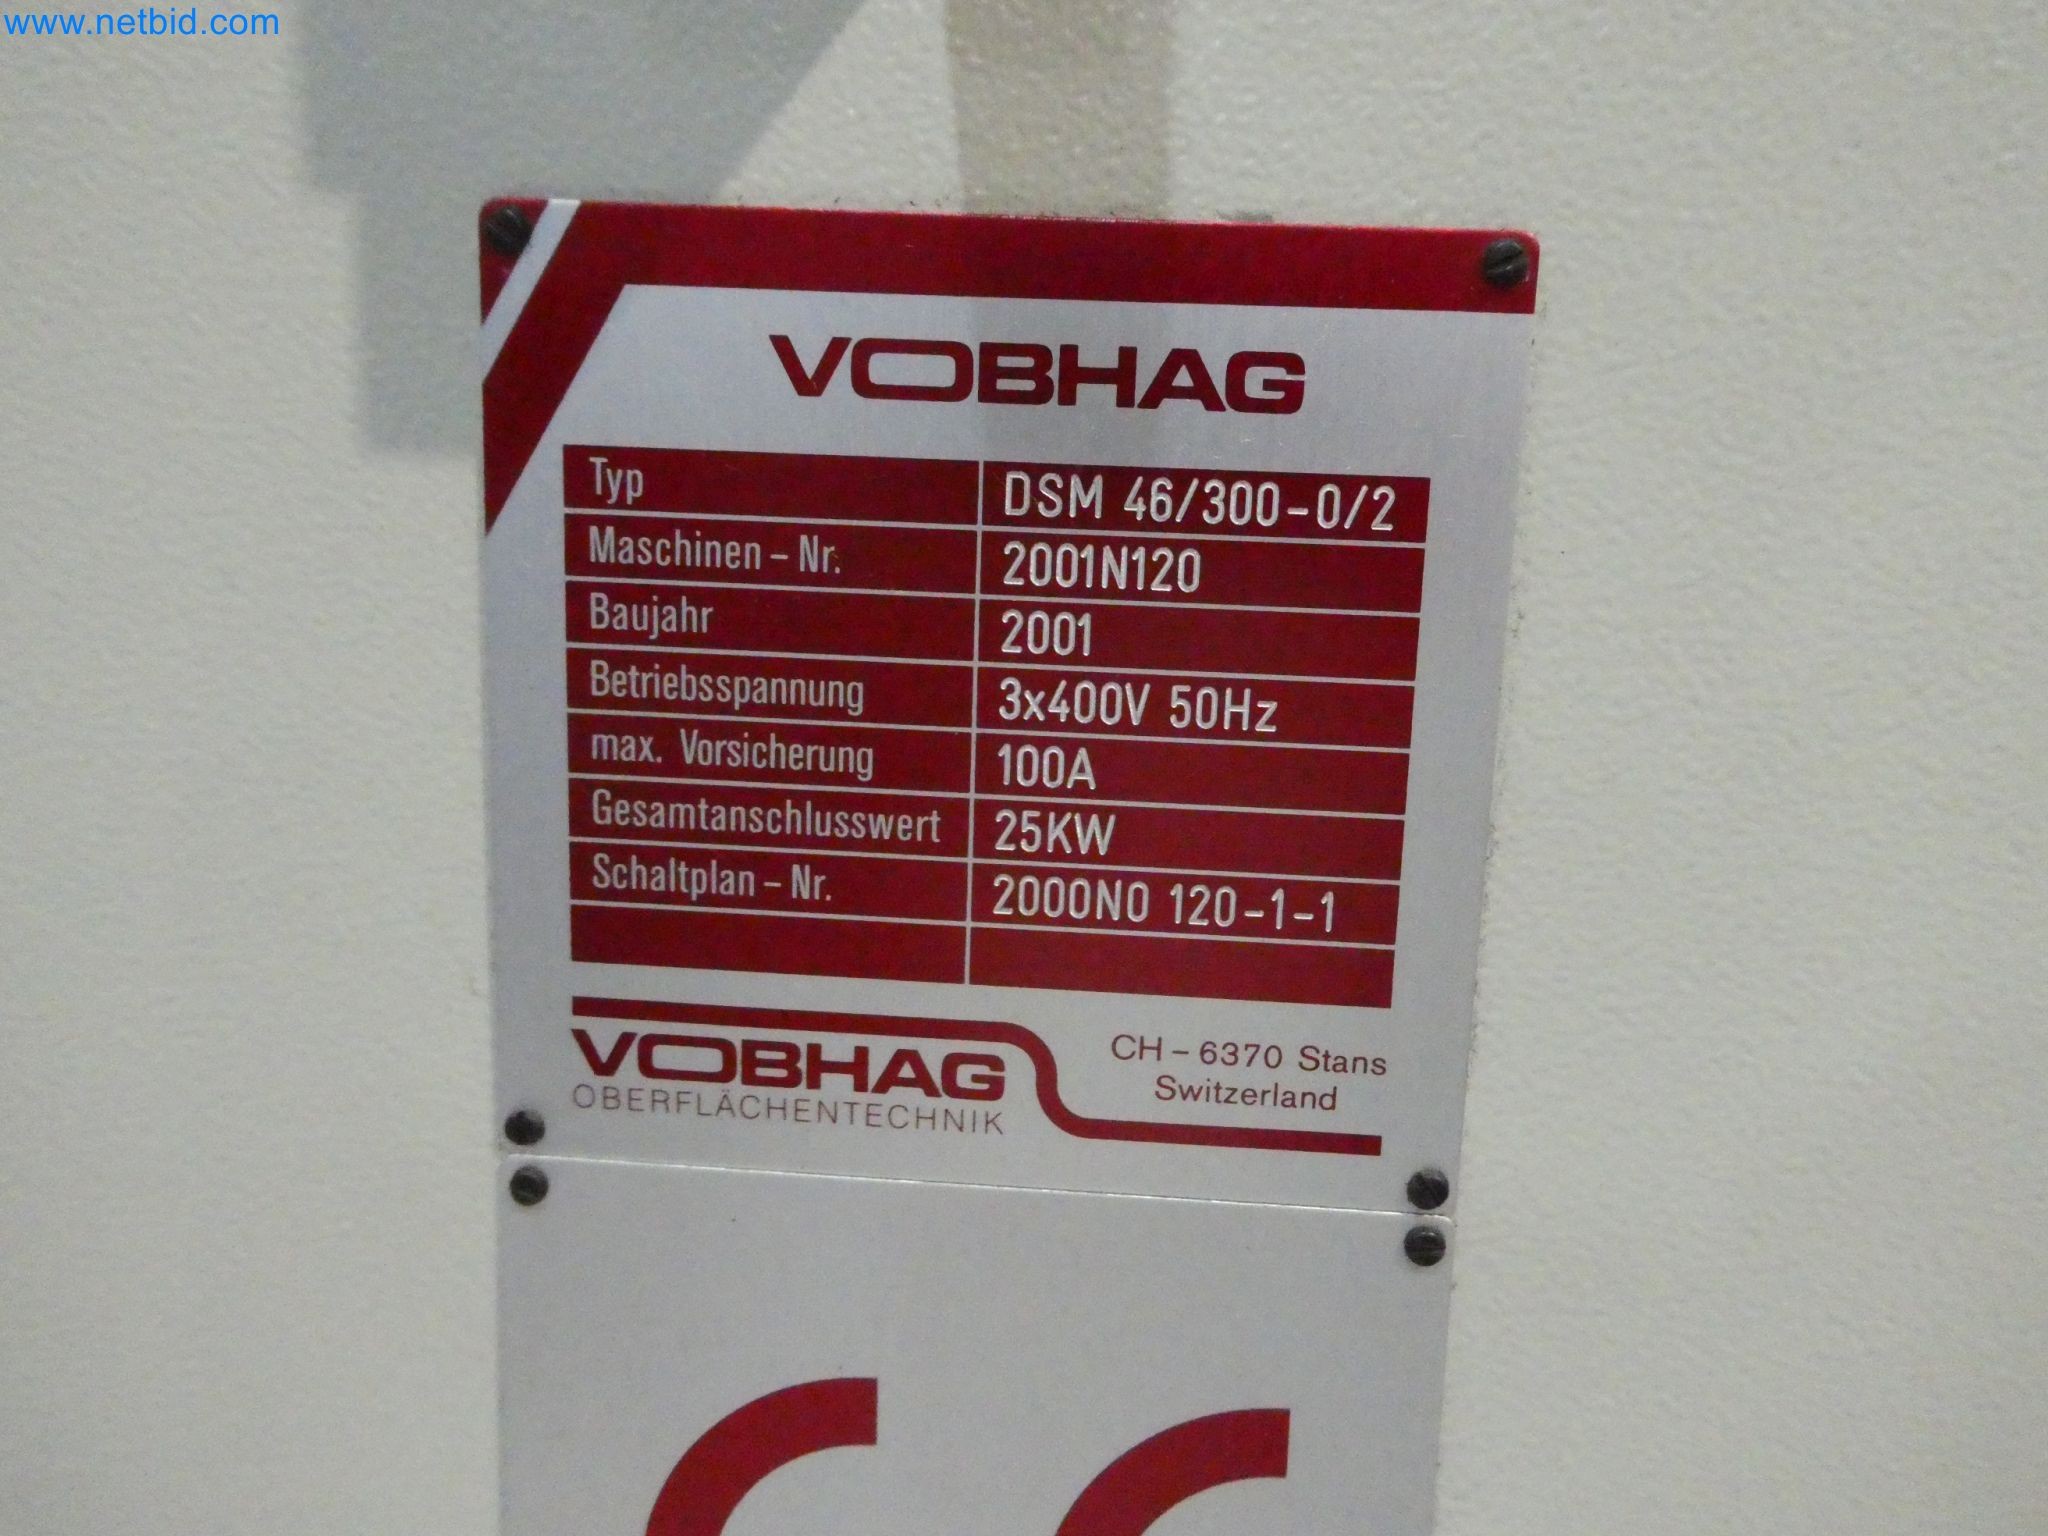 www.netbid.com
VOBHAG
Typ DSM 46/300-0/2
Maschinen-Nr. 2001N120
Baujahr 2001
Betriebsspannung 3x400V 50Hz
max. Vorsicherung 100A
Gesamtanschlusswert 25KW
Schaltplan-Nr. 2000N0 120-1-1
VOBHAG
OBERFLÄCHENTECHNIK
CH-6370 Stans
Switzerland
CE